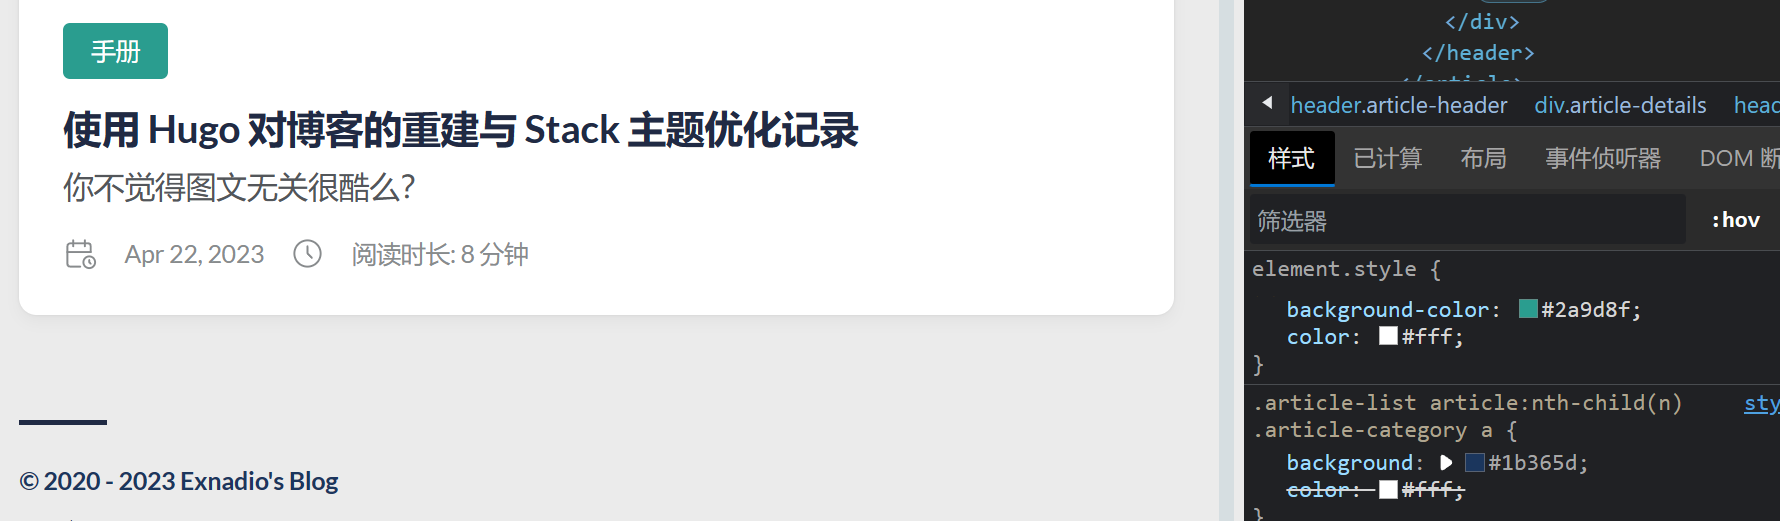 手册
使用 Hugo 对博客的重建与 Stack 主题优化记录
你不觉得图文无关很酷么？
Apr 22, 2023 阅读时长: 8 分钟
© 2020 - 2023 Exnadio's Blog
</div>
</header>
</article>
header.article-header div.article-details head
样式 已计算 布局 事件侦听器 DOM 断
筛选器 :hov
element.style {
background-color: #2a9d8f;
color: #fff;
}
.article-list article:nth-child(n) sty
.article-category a {
background: #1b365d;
color: #fff;
}